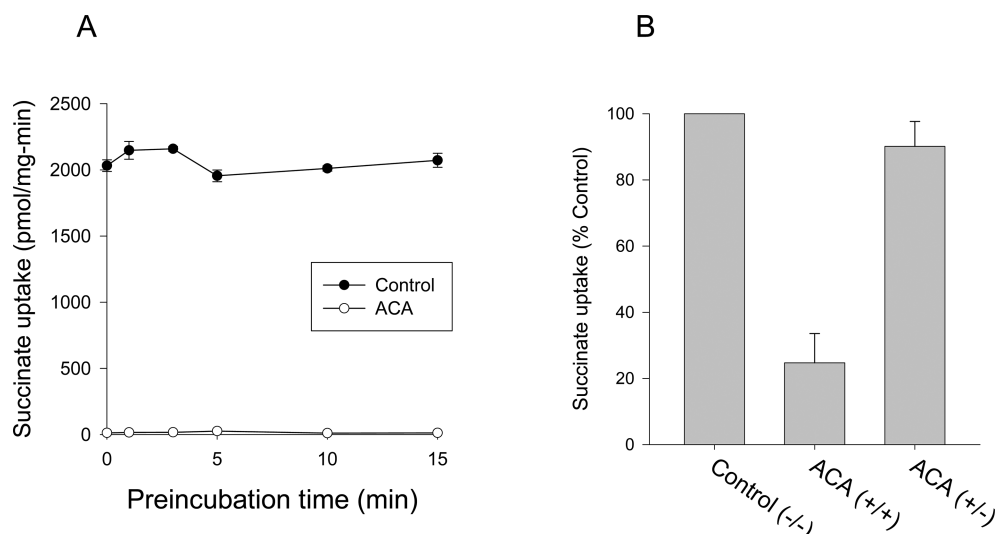 A
Succinate uptake (pmol/mg-min)
2500
2000
1500
1000
500
0
Control
ACA
0 5 10 15
Preincubation time (min)
B
Succinate uptake (% Control)
100
80
60
40
20
0
Control (-/-)
ACA (+/+)
ACA (+/-)